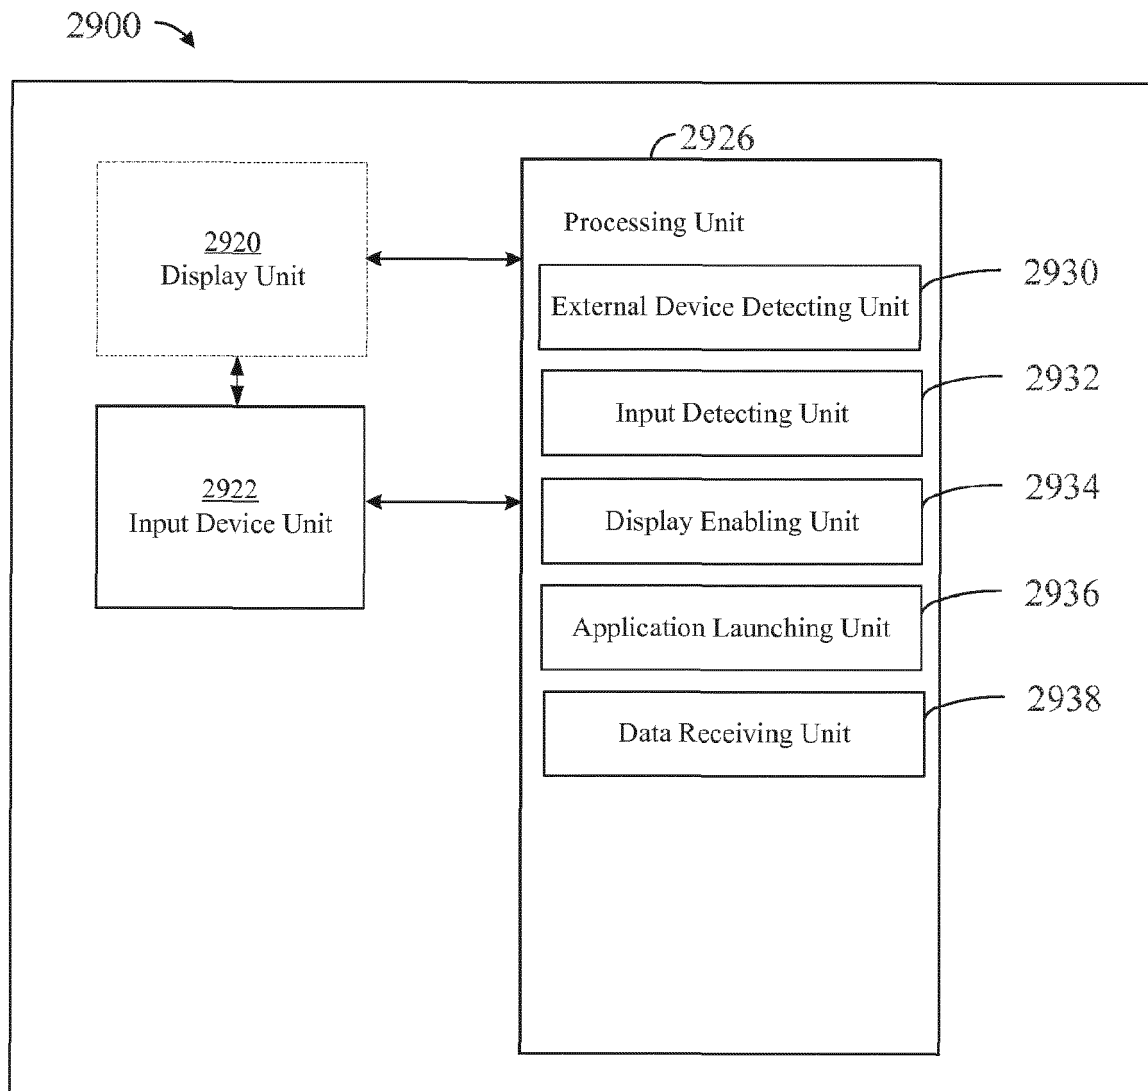 2900
2926
2920
Display Unit
Processing Unit
2930
External Device Detecting Unit
2932
Input Detecting Unit
2922
Input Device Unit
2934
Display Enabling Unit
2936
Application Launching Unit
2938
Data Receiving Unit